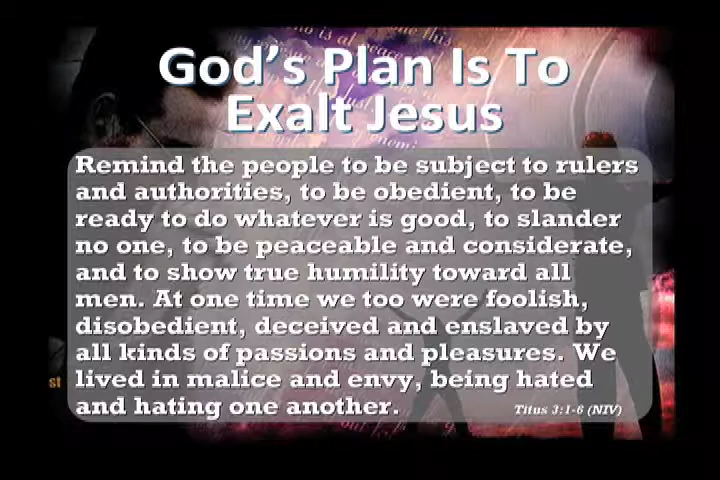 God's Plan Is To
Exalt Jesus
Remind the people to be subject to rulers
and authorities, to be obedient, to be
ready to do whatever is good, to slander
no one, to be peaceable and considerate,
and to show true humility toward all
men. At one time we too were foolish,
disobedient, deceived and enslaved by
all kinds of passions and pleasures. We
lived in malice and envy, being hated
and hating one another.
Titus 3:1-6 (NIV)